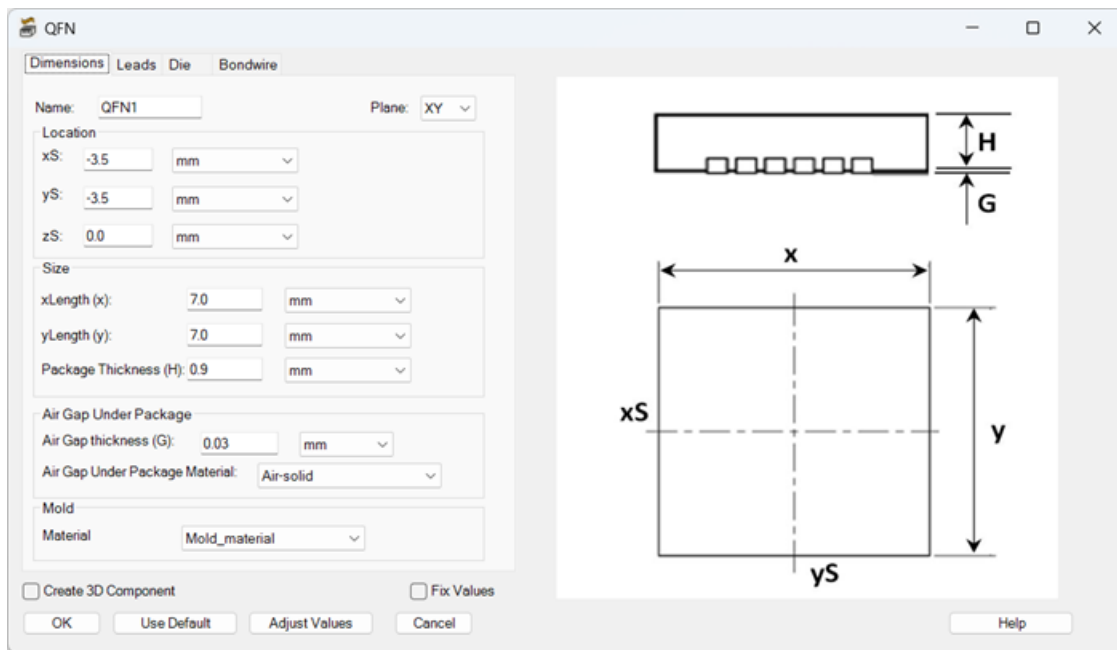 QFN
Dimensions Leads Die Bondwire
Name: QFN1 Plane: XY
Location
xS: -3.5 mm
yS: -3.5 mm
zS: 0.0 mm
Size
xLength (x): 7.0 mm
yLength (y): 7.0 mm
Package Thickness (H): 0.9 mm
Air Gap Under Package
Air Gap thickness (G): 0.03 mm
Air Gap Under Package Material: Air-solid
Mold
Material Mold_material
Create 3D Component Fix Values
OK Use Default Adjust Values Cancel
H
G
x
xS
y
yS
Help